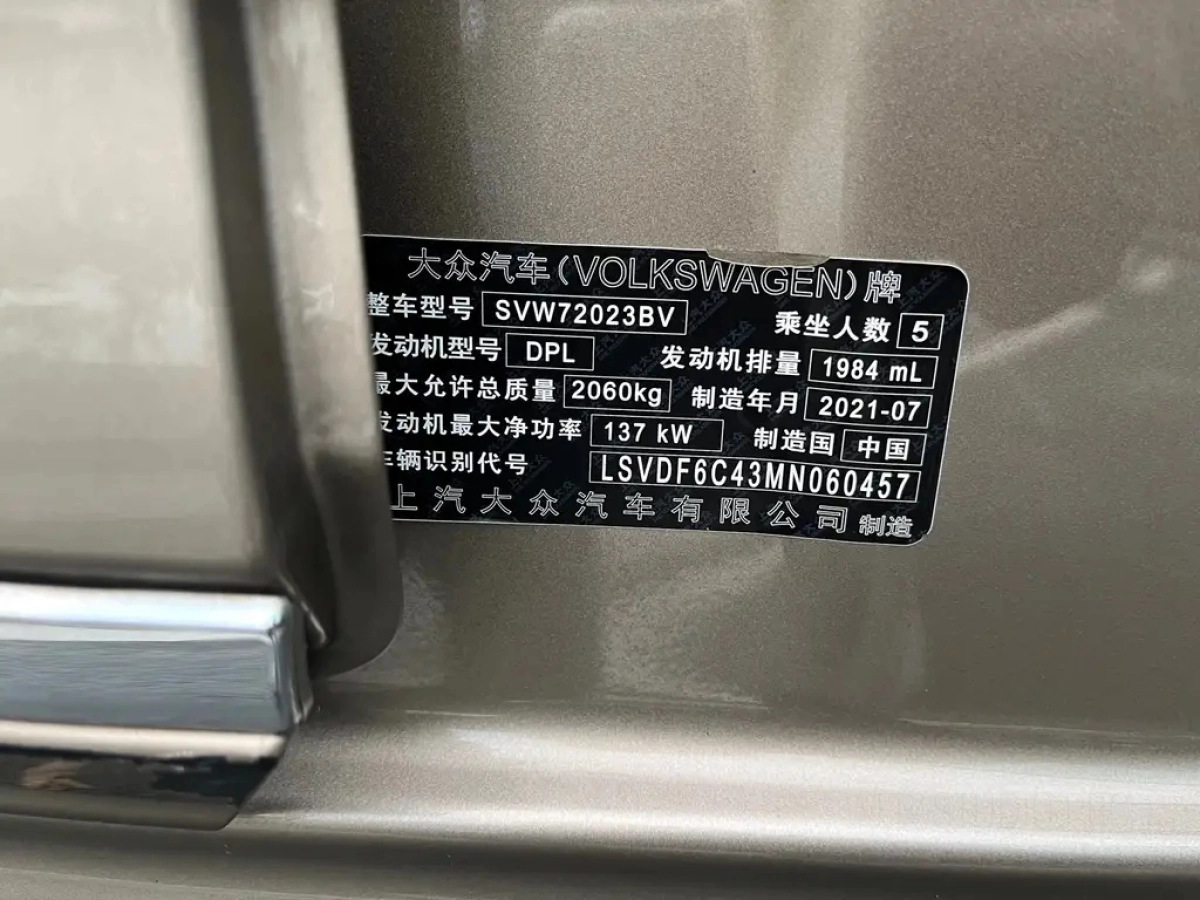 大众汽车(VOLKSWAGEN)牌
整车型号 SVW72023BV 乘坐人数 5
发动机型号 DPL 发动机排量 1984 mL
最大允许总质量 2060kg 制造年月 2021-07
发动机最大净功率 137 kW 制造国 中国
车辆识别代号 LSVDF6C43MN060457
上汽大众汽车有限公司 制造